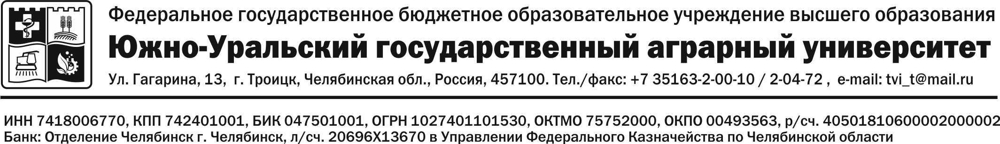 Федеральное государственное бюджетное образовательное учреждение высшего образования
Южно-Уральский государственный аграрный университет
Ул. Гагарина, 13, г. Троицк, Челябинская обл., Россия, 457100. Тел./факс: +7 35163-2-00-10 / 2-04-72 , e-mail: tvi_t@mail.ru
ИНН 7418006770, КПП 742401001, БИК 047501001, ОГРН 1027401101530, ОКТМО 75752000, ОКПО 00493563, р/сч. 40501810600002000002
Банк: Отделение Челябинск г. Челябинск, л/сч. 20696Х13670 в Управлении Федерального Казначейства по Челябинской области